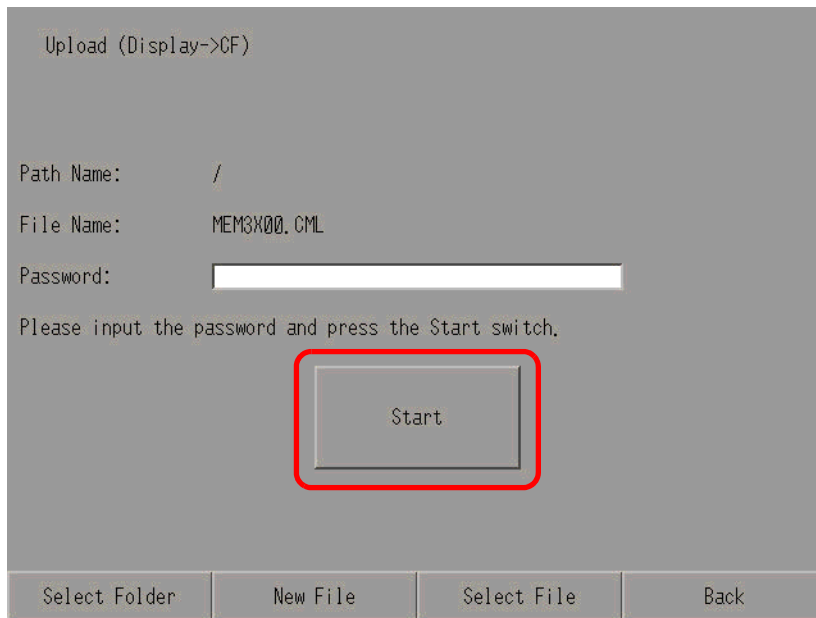 Upload (Display->CF)
Path Name: /
File Name: MEM3X00.CML
Password:
Please input the password and press the Start switch.
Start
Select Folder New File Select File Back